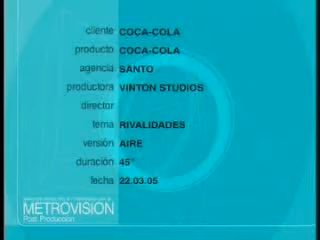 cliente COCA-COLA
producto COCA-COLA
agencia SANTO
productora VINTON STUDIOS
director
tema RIVALIDADES
versión AIRE
duración 45"
fecha 22.03.05
METROVISION
Post Producción